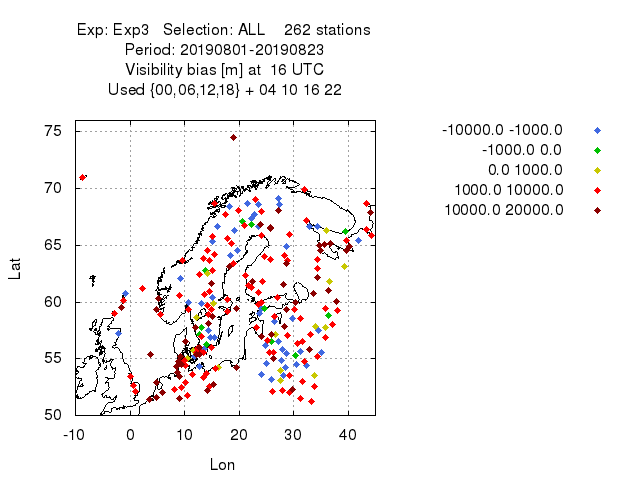 Exp: Exp3   Selection: ALL    262 stations
Period: 20190801-20190823
Visibility bias [m] at  16 UTC
Used {00,06,12,18} + 04 10 16 22
-10000.0 -1000.0
-1000.0 0.0
0.0 1000.0
1000.0 10000.0
10000.0 20000.0
75
70
65
60
55
50
Lat
-10 0 10 20 30 40
Lon